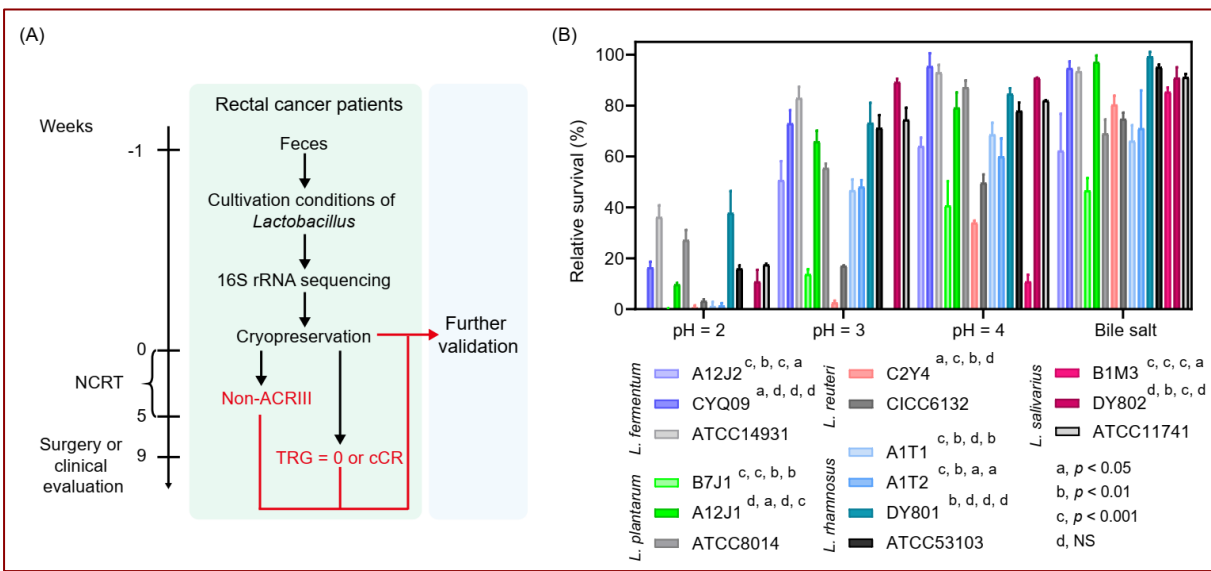 (A)
Weeks
-1
0
NCRT
5
Surgery or
clinical
evaluation
9
Rectal cancer patients
Feces
Cultivation conditions of
Lactobacillus
16S rRNA sequencing
Cryopreservation
Non-ACRIII
TRG = 0 or cCR
Further
validation
(B)
Relative survival (%)
100
80
60
40
20
0
pH = 2 pH = 3 pH = 4 Bile salt
L. fermentum
A12J2 c, b, c, a
CYQ09 a, d, d, d
ATCC14931
L. plantarum
B7J1 c, c, b, b
A12J1 d, a, d, c
ATCC8014
L. reuteri
C2Y4 a, c, b, d
CICC6132
L. rhamnosus
A1T1 c, b, d, b
A1T2 c, b, a, a
DY801 b, d, d, d
ATCC53103
L. salivarius
B1M3 c, c, c, a
DY802 d, b, c, d
ATCC11741
a, p < 0.05
b, p < 0.01
c, p < 0.001
d, NS